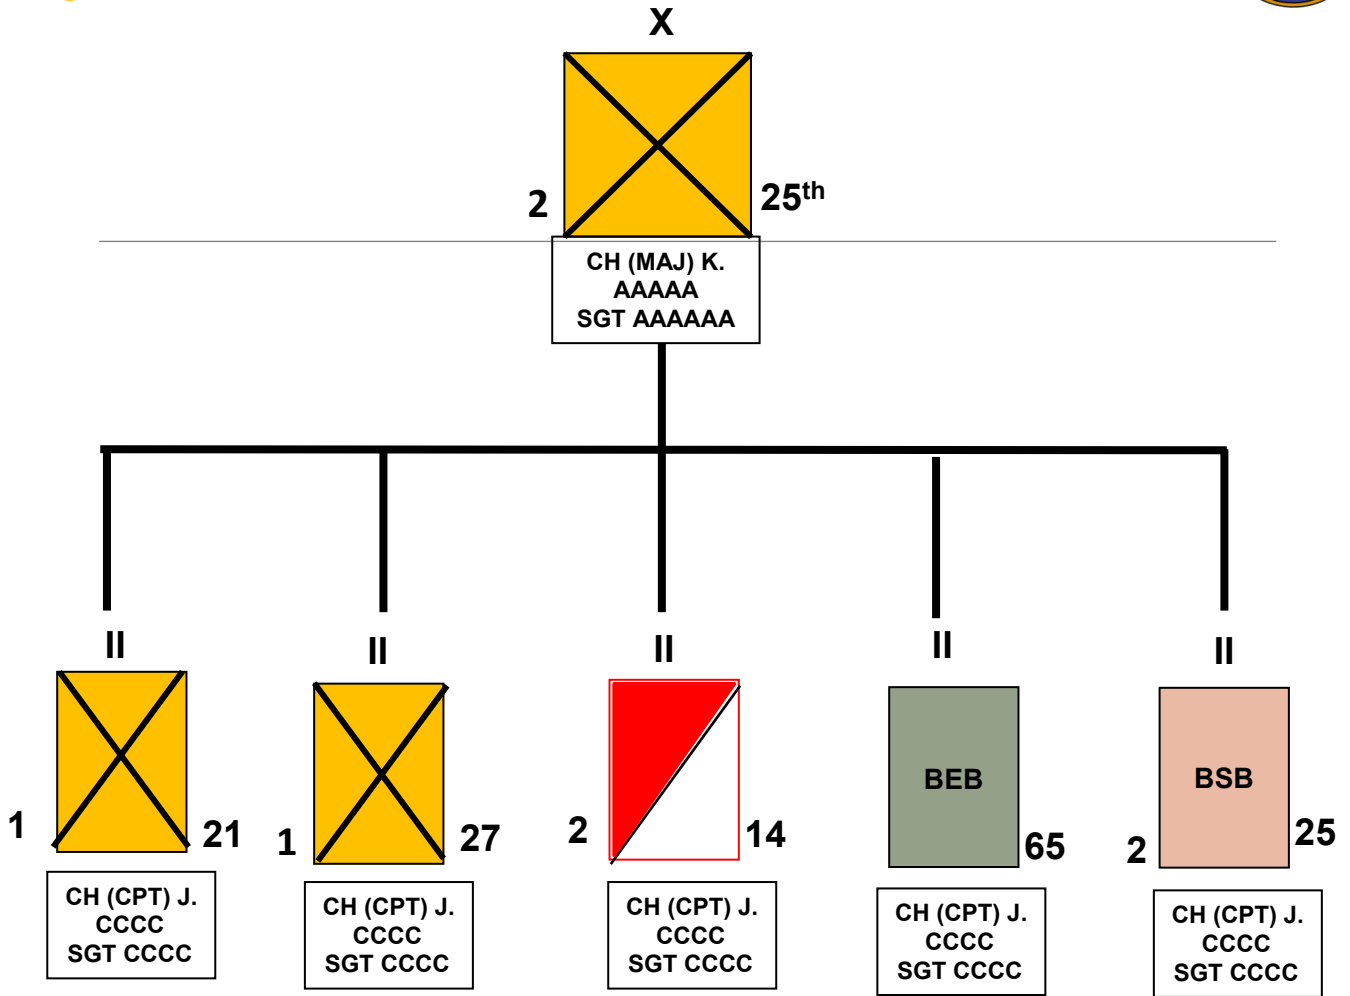 X
2
25th
CH (MAJ) K.
AAAAA
SGT AAAAAA
II
1
21
CH (CPT) J.
CCCC
SGT CCCC
II
1
27
CH (CPT) J.
CCCC
SGT CCCC
II
2
14
CH (CPT) J.
CCCC
SGT CCCC
II
BEB
65
CH (CPT) J.
CCCC
SGT CCCC
II
BSB
2
25
CH (CPT) J.
CCCC
SGT CCCC